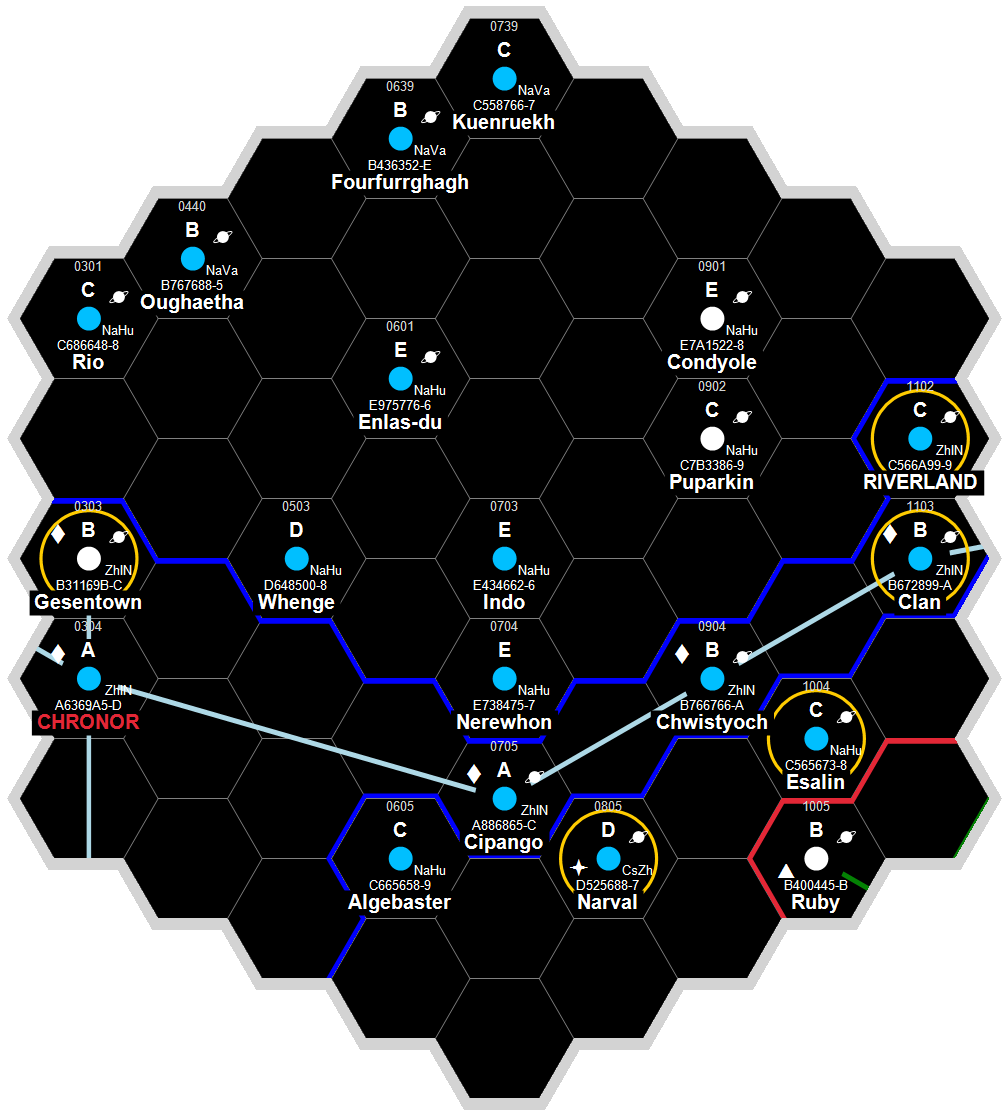 0739
C
NaVa
C558766-7
Kuenruekh
0639
B
NaVa
B436352-E
Fourfurrghagh
0440
B
NaVa
B767688-5
Oughaetha
0301
C
NaHu
C686648-8
Rio
0901
E
NaHu
E7A1522-8
Condyole
0601
E
NaHu
E975776-6
Enlas-du
0902
C
NaHu
C7B3386-9
Puparkin
1102
C
ZhIN
C566A99-9
RIVERLAND
0303
B
ZhIN
B31169B-C
Gesentown
0503
D
NaHu
D648500-8
Whenge
0703
E
NaHu
E434662-6
Indo
1103
B
ZhIN
B672899-A
Clan
0304
A
ZhIN
A6369A5-D
CHRONOR
0704
E
NaHu
E738475-7
Nerewhon
0904
B
ZhIN
B766766-A
Chwistyoch
1004
C
NaHu
C565673-8
Esalin
0705
A
ZhIN
A886865-C
Cipango
0605
C
NaHu
C665658-9
Algebaster
0805
D
CsZh
D525688-7
Narval
1005
B
B400445-B
Ruby